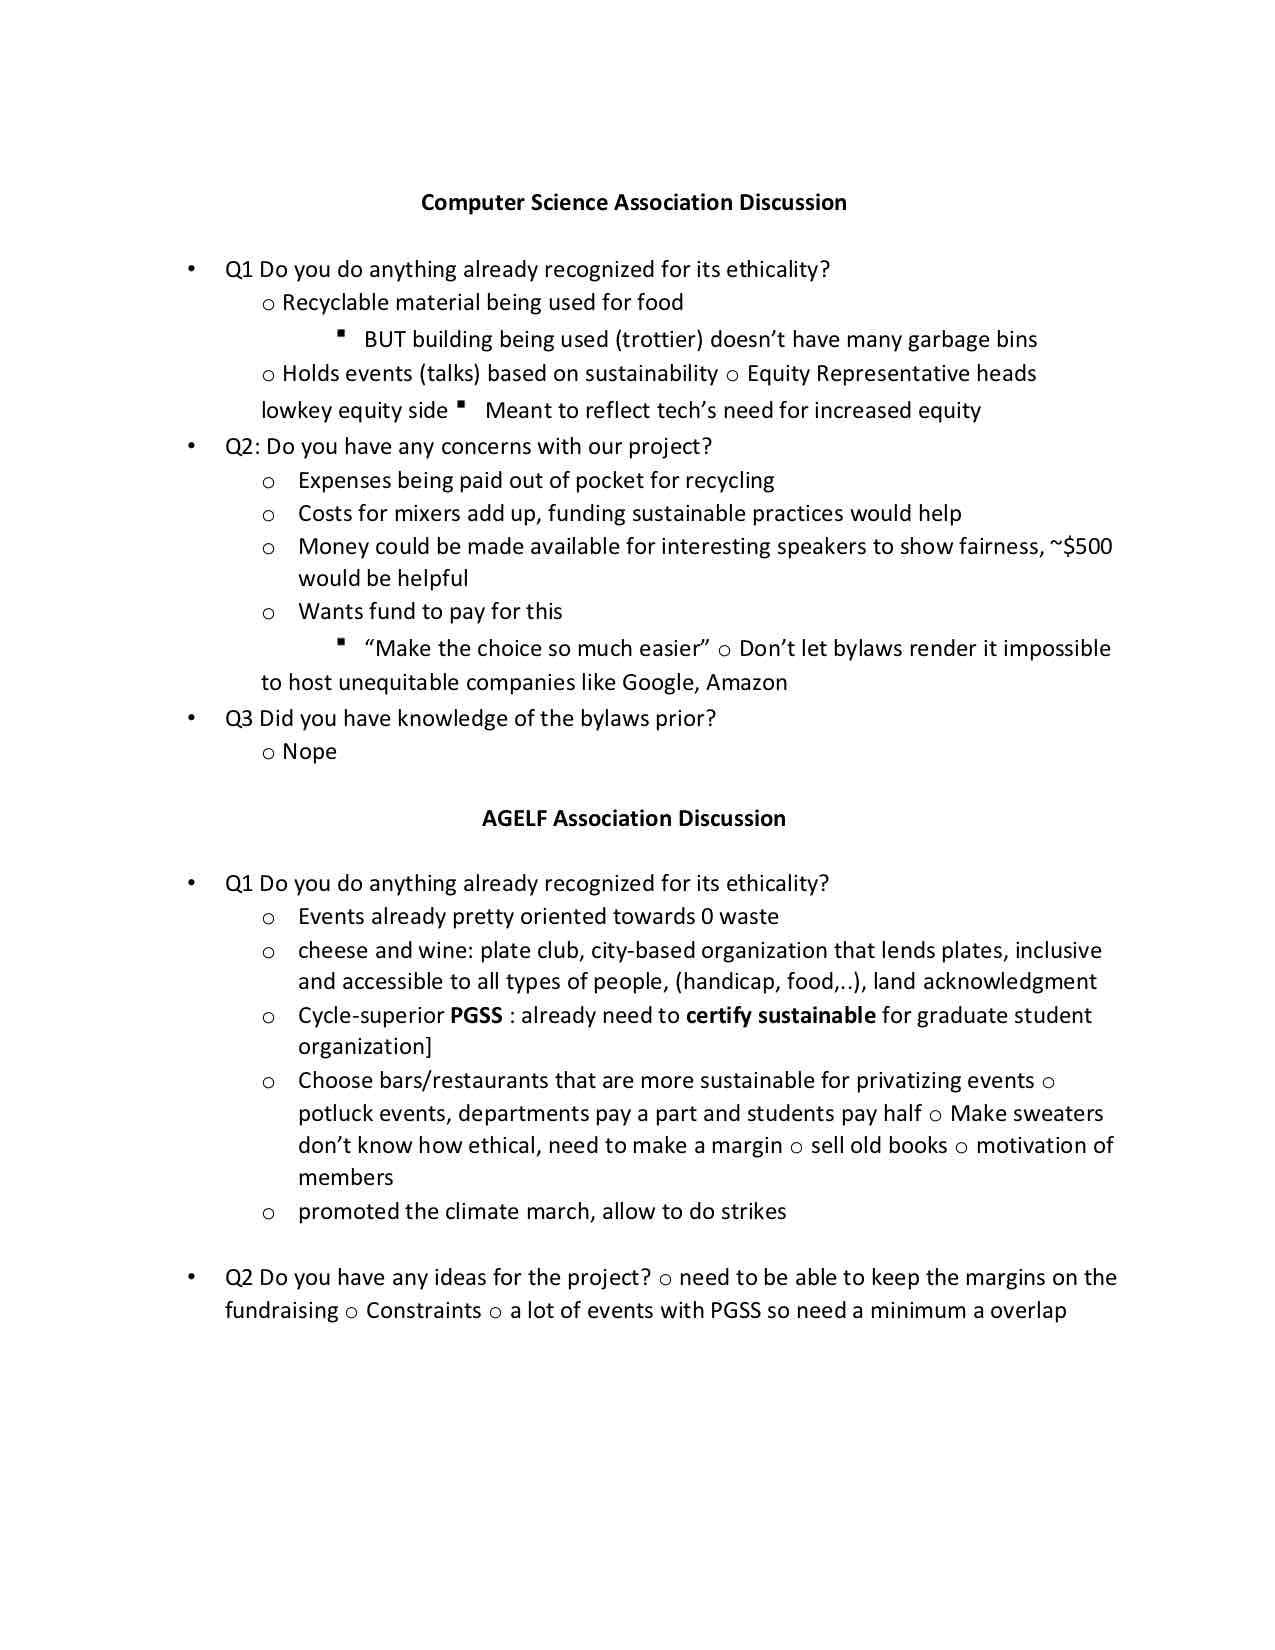 Computer Science Association Discussion
• Q1 Do you do anything already recognized for its ethicality?
o Recyclable material being used for food
▪ BUT building being used (trottier) doesn’t have many garbage bins
o Holds events (talks) based on sustainability o Equity Representative heads
lowkey equity side ▪ Meant to reflect tech’s need for increased equity
• Q2: Do you have any concerns with our project?
o Expenses being paid out of pocket for recycling
o Costs for mixers add up, funding sustainable practices would help
o Money could be made available for interesting speakers to show fairness, ~$500
would be helpful
o Wants fund to pay for this
▪ “Make the choice so much easier” o Don’t let bylaws render it impossible
to host unequitable companies like Google, Amazon
• Q3 Did you have knowledge of the bylaws prior?
o Nope
AGELF Association Discussion
• Q1 Do you do anything already recognized for its ethicality?
o Events already pretty oriented towards 0 waste
o cheese and wine: plate club, city-based organization that lends plates, inclusive
and accessible to all types of people, (handicap, food,..), land acknowledgment
o Cycle-superior PGSS : already need to certify sustainable for graduate student
organization]
o Choose bars/restaurants that are more sustainable for privatizing events o
potluck events, departments pay a part and students pay half o Make sweaters
don’t know how ethical, need to make a margin o sell old books o motivation of
members
o promoted the climate march, allow to do strikes
• Q2 Do you have any ideas for the project? o need to be able to keep the margins on the
fundraising o Constraints o a lot of events with PGSS so need a minimum a overlap